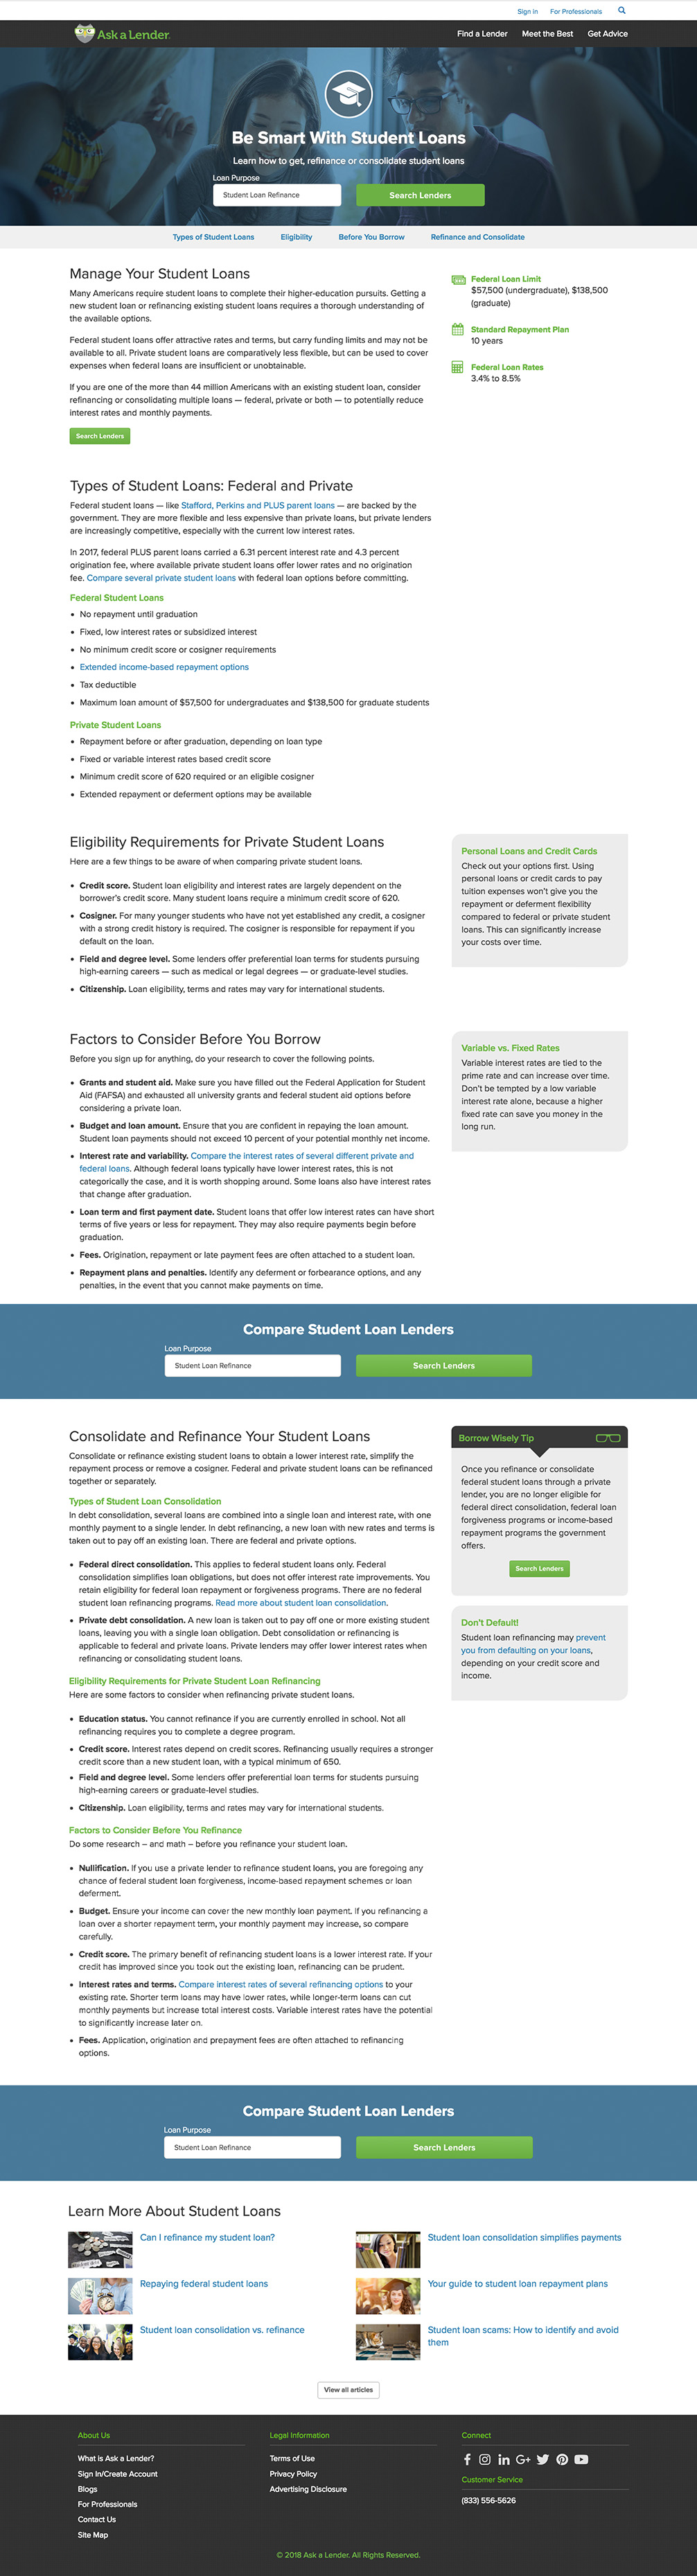 Sign In For Professionals
Ask a Lender.
Find a Lender Meet the Best Get Advice
Be Smart With Student Loans
Learn how to get, refinance or consolidate student loans
Loan Purpose
Student Loan Refinance
Search Lenders
Types of Student Loans Eligibility Before You Borrow Refinance and Consolidate
Manage Your Student Loans
Many Americans require student loans to complete their higher-education pursuits. Getting a
new student loan or refinancing existing student loans requires a thorough understanding of
the available options.
Federal student loans offer attractive rates and terms, but carry funding limits and may not be
available to all. Private student loans are comparatively less flexible, but can be used to cover
expenses when federal loans are insufficient or unobtainable.
If you are one of the more than 44 million Americans with an existing student loan, consider
refinancing or consolidating multiple loans — federal, private or both — to potentially reduce
interest rates and monthly payments.
Search Lenders
Federal Loan Limit
$57,500 (undergraduate), $138,500
(graduate)
Standard Repayment Plan
10 years
Federal Loan Rates
3.4% to 8.5%
Types of Student Loans: Federal and Private
Federal student loans — like Stafford, Perkins and PLUS parent loans — are backed by the
government. They are more flexible and less expensive than private loans, but private lenders
are increasingly competitive, especially with the current low interest rates.
In 2017, federal PLUS parent loans carried a 6.31 percent interest rate and 4.3 percent
origination fee, where available private student loans offer lower rates and no origination
fee. Compare several private student loans with federal loan options before committing.
Federal Student Loans
• No repayment until graduation
• Fixed, low interest rates or subsidized interest
• No minimum credit score or cosigner requirements
• Extended income-based repayment options
• Tax deductible
• Maximum loan amount of $57,500 for undergraduates and $138,500 for graduate students
Private Student Loans
• Repayment before or after graduation, depending on loan type
• Fixed or variable interest rates based credit score
• Minimum credit score of 620 required or an eligible cosigner
• Extended repayment or deferment options may be available
Eligibility Requirements for Private Student Loans
Here are a few things to be aware of when comparing private student loans.
• Credit score. Student loan eligibility and interest rates are largely dependent on the
borrower's credit score. Many student loans require a minimum credit score of 620.
• Cosigner. For many younger students who have not yet established any credit, a cosigner
with a strong credit history is required. The cosigner is responsible for repayment if you
default on the loan.
• Field and degree level. Some lenders offer preferential loan terms for students pursuing
high-earning careers — such as medical or legal degrees — or graduate-level studies.
• Citizenship. Loan eligibility, terms and rates may vary for international students.
Personal Loans and Credit Cards
Check out your options first. Using
personal loans or credit cards to pay
tuition expenses won't give you the
repayment or deferment flexibility
compared to federal or private student
loans. This can significantly increase
your costs over time.
Factors to Consider Before You Borrow
Before you sign up for anything, do your research to cover the following points.
• Grants and student aid. Make sure you have filled out the Federal Application for Student
Aid (FAFSA) and exhausted all university grants and federal student aid options before
considering a private loan.
• Budget and loan amount. Ensure that you are confident in repaying the loan amount.
Student loan payments should not exceed 10 percent of your potential monthly net income.
• Interest rate and variability. Compare the interest rates of several different private and
federal loans. Although federal loans typically have lower interest rates, this is not
categorically the case, and it is worth shopping around. Some loans also have interest rates
that change after graduation.
• Loan term and first payment date. Student loans that offer low interest rates can have short
terms of five years or less for repayment. They may also require payments begin before
graduation.
• Fees. Origination, repayment or late payment fees are often attached to a student loan.
• Repayment plans and penalties. Identify any deferment or forbearance options, and any
penalties, in the event that you cannot make payments on time.
Variable vs. Fixed Rates
Variable interest rates are tied to the
prime rate and can increase over time.
Don't be tempted by a low variable
interest rate alone, because a higher
fixed rate can save you money in the
long run.
Compare Student Loan Lenders
Loan Purpose
Student Loan Refinance
Search Lenders
Consolidate and Refinance Your Student Loans
Consolidate or refinance existing student loans to obtain a lower interest rate, simplify the
repayment process or remove a cosigner. Federal and private student loans can be refinanced
together or separately.
Types of Student Loan Consolidation
In debt consolidation, several loans are combined into a single loan and interest rate, with one
monthly payment to a single lender. In debt refinancing, a new loan with new rates and terms is
taken out to pay off an existing loan. There are federal and private options.
• Federal direct consolidation. This applies to federal student loans only. Federal
consolidation simplifies loan obligations, but does not offer interest rate improvements. You
retain eligibility for federal loan repayment or forgiveness programs. There are no federal
student loan refinancing programs. Read more about student loan consolidation.
• Private debt consolidation. A new loan is taken out to pay off one or more existing student
loans, leaving you with a single loan obligation. Debt consolidation or refinancing is
applicable to federal and private loans. Private lenders may offer lower interest rates when
refinancing or consolidating student loans.
Eligibility Requirements for Private Student Loan Refinancing
Here are some factors to consider when refinancing private student loans.
• Education status. You cannot refinance if you are currently enrolled in school. Not all
refinancing requires you to complete a degree program.
• Credit score. Interest rates depend on credit scores. Refinancing usually requires a stronger
credit score than a new student loan, with a typical minimum of 650.
• Field and degree level. Some lenders offer preferential loan terms for students pursuing
high-earning careers or graduate-level studies.
• Citizenship. Loan eligibility, terms and rates may vary for international students.
Factors to Consider Before You Refinance
Do some research – and math – before you refinance your student loan.
• Nullification. If you use a private lender to refinance student loans, you are foregoing any
chance of federal student loan forgiveness, income-based repayment schemes or loan
deferment.
• Budget. Ensure your income can cover the new monthly loan payment. If you refinancing a
loan over a shorter repayment term, your monthly payment may increase, so compare
carefully.
• Credit score. The primary benefit of refinancing student loans is a lower interest rate. If your
credit has improved since you took out the existing loan, refinancing can be prudent.
• Interest rates and terms. Compare interest rates of several refinancing options to your
existing rate. Shorter term loans may have lower rates, while longer-term loans can cut
monthly payments but increase total interest costs. Variable interest rates have the potential
to significantly increase later on.
• Fees. Application, origination and prepayment fees are often attached to refinancing
options.
Borrow Wisely Tip
Once you refinance or consolidate
federal student loans through a private
lender, you are no longer eligible for
federal direct consolidation, federal loan
forgiveness programs or income-based
repayment programs the government
offers.
Search Lenders
Don't Default!
Student loan refinancing may prevent
you from defaulting on your loans,
depending on your credit score and
income.
Compare Student Loan Lenders
Loan Purpose
Student Loan Refinance
Search Lenders
Learn More About Student Loans
Can I refinance my student loan?
Student loan consolidation simplifies payments
Repaying federal student loans
Your guide to student loan repayment plans
Student loan consolidation vs. refinance
Student loan scams: How to identify and avoid
them
View all articles
About Us
What is Ask a Lender?
Sign In/Create Account
Blogs
For Professionals
Contact Us
Site Map
Legal Information
Terms of Use
Privacy Policy
Advertising Disclosure
Connect
Customer Service
(833) 556-5626
© 2018 Ask a Lender. All Rights Reserved.